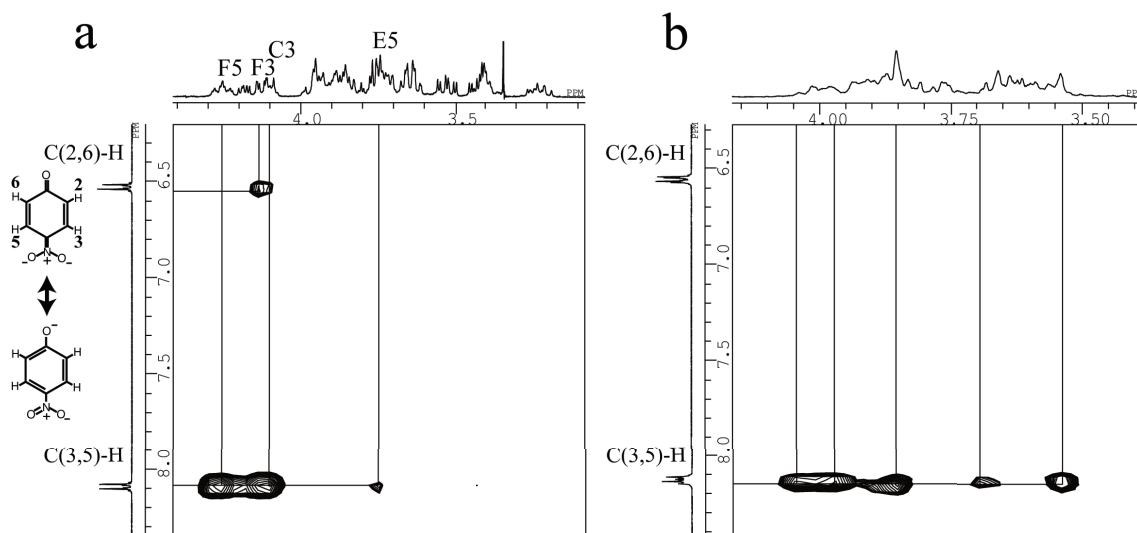 a
b
F5
F3
C3
E5
PPM
4.0
3.5
PPM
4.00
3.75
3.50
C(2,6)-H
C(3,5)-H
PPM
6.5
7.0
7.5
8.0
O
6
2
H
H
5
3
H
H
-O
N
+
O-
O-
H
H
H
H
O
N
+
O-
C(2,6)-H
C(3,5)-H
PPM
6.5
7.0
7.5
8.0